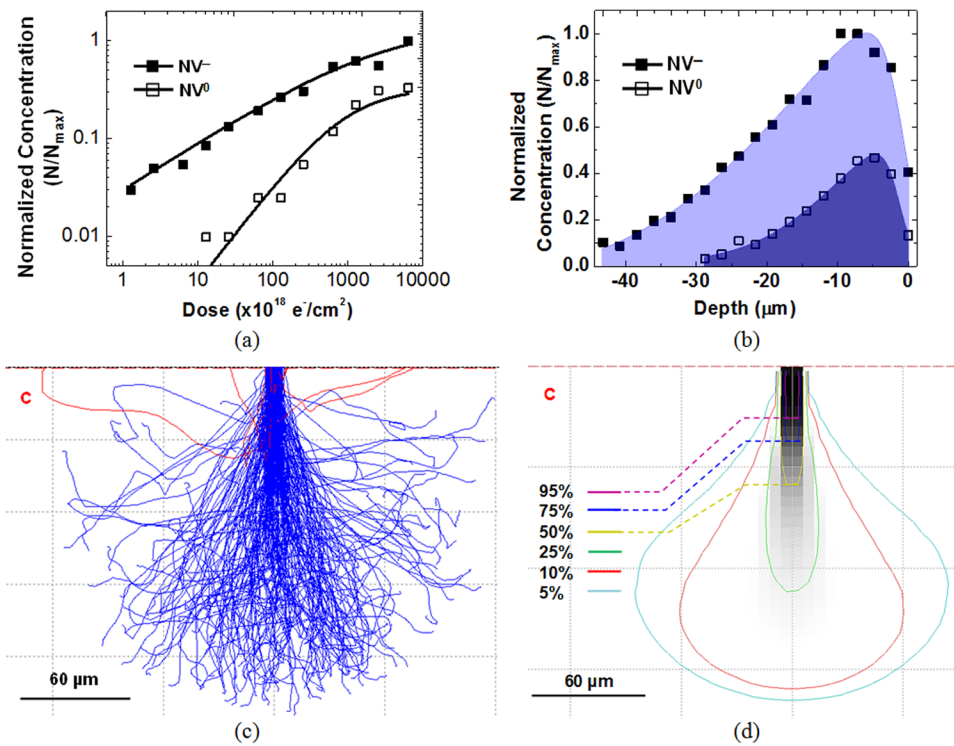 (a)
Normalized Concentration
(N/Nmax)
1
0.1
0.01
NV⁻
NV⁰
1
10
100
1000
10000
Dose (x10¹⁸ e⁻/cm²)
(b)
Normalized
Concentration (N/Nmax)
1.0
0.8
0.6
0.4
0.2
0.0
NV⁻
NV⁰
-40
-30
-20
-10
0
Depth (μm)
C
60 μm
(c)
C
95%
75%
50%
25%
10%
5%
60 μm
(d)